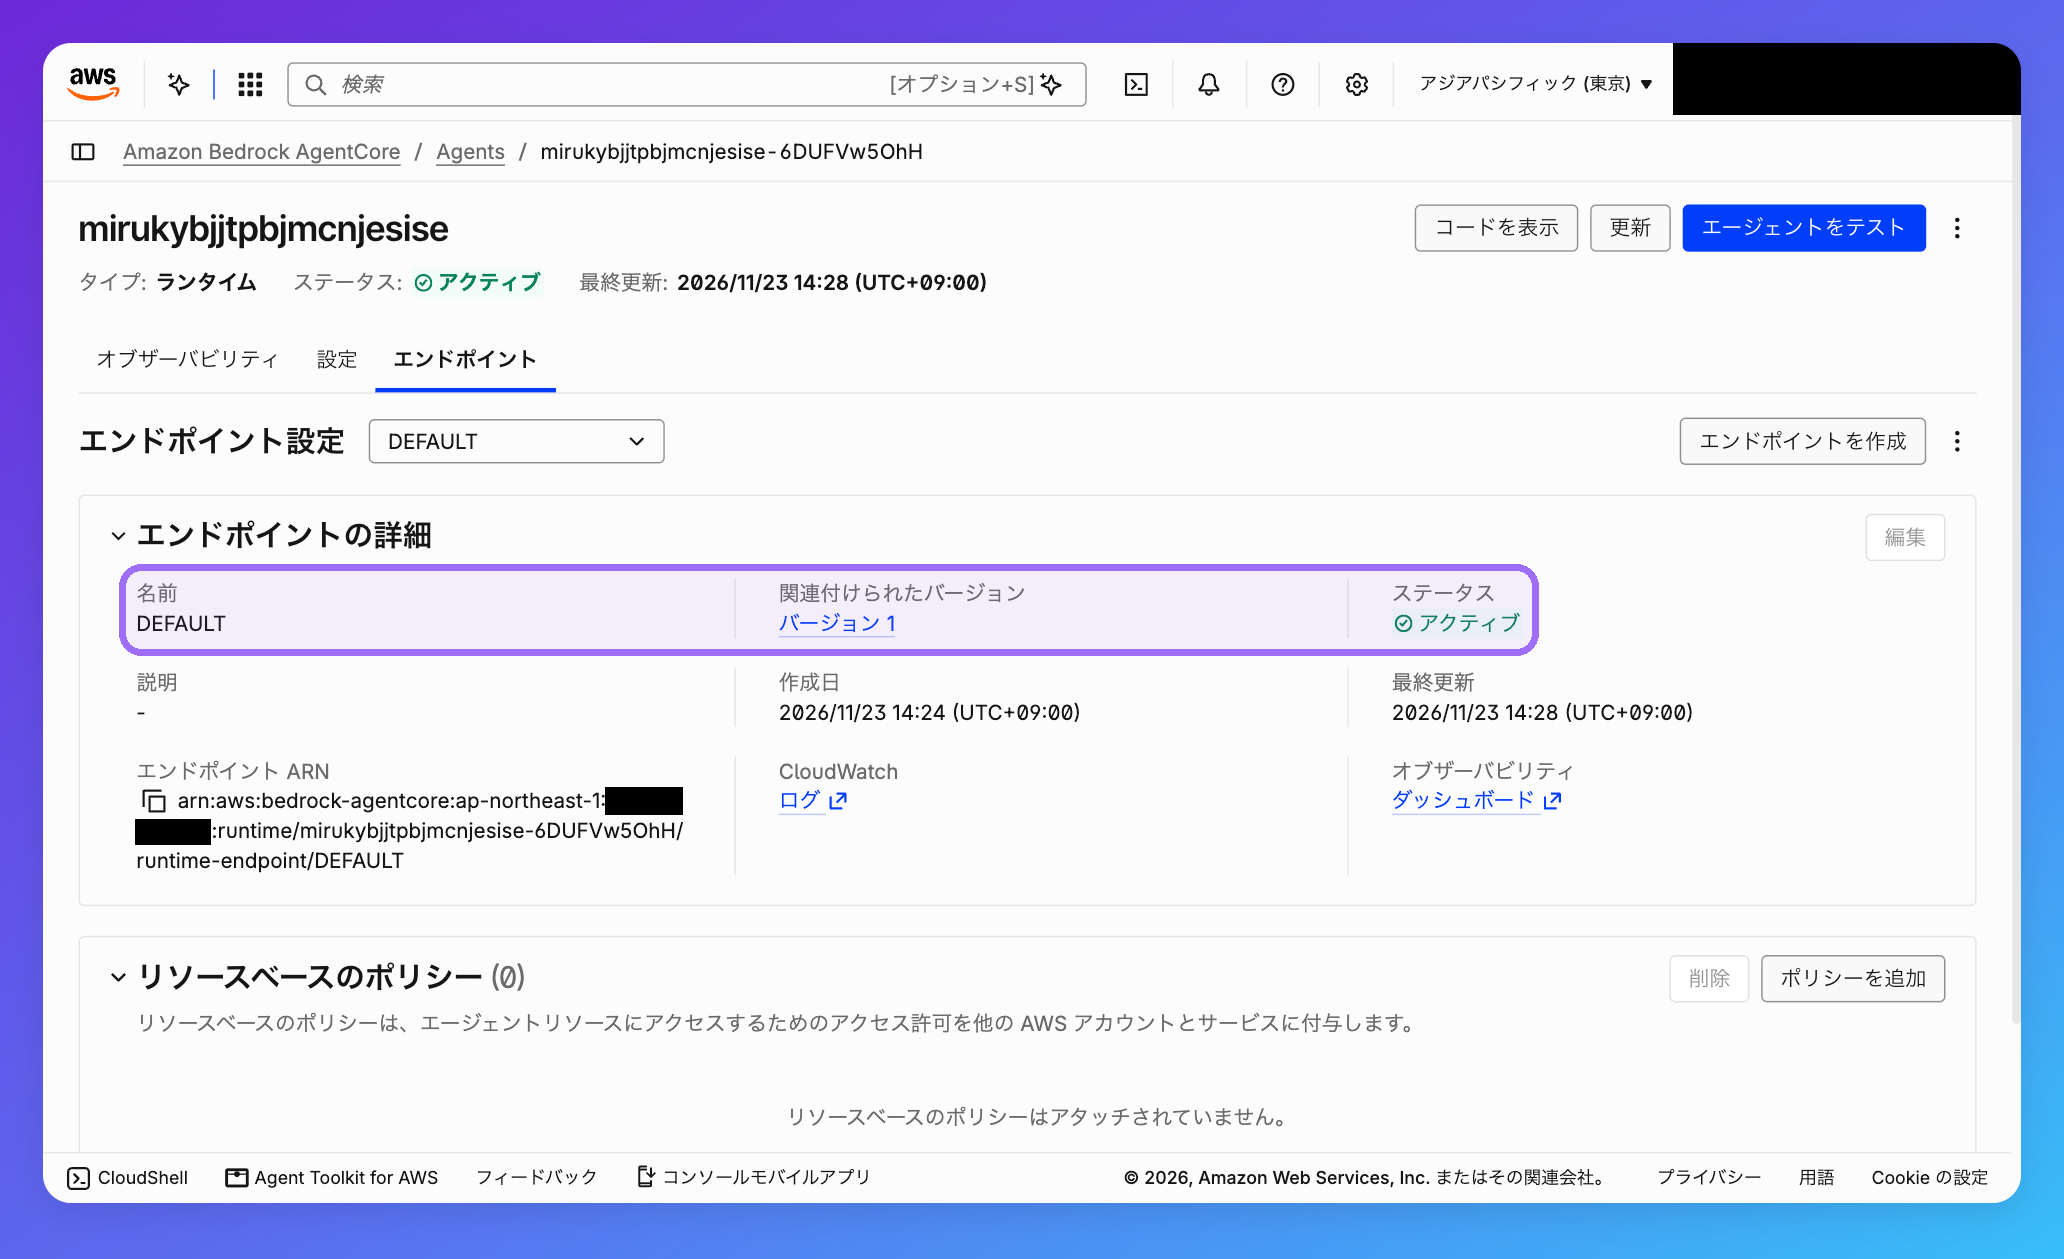 aws
検索 [オプション+S]
アジアパシフィック (東京) ▼
Amazon Bedrock AgentCore / Agents / mirukybjjtpbjmcnjesise-6DUFVw5OhH
mirukybjjtpbjmcnjesise
コードを表示 更新 エージェントをテスト
タイプ: ランタイム ステータス: アクティブ 最終更新: 2026/11/23 14:28 (UTC+09:00)
オブザーバビリティ 設定 エンドポイント
エンドポイント設定 DEFAULT エンドポイントを作成
エンドポイントの詳細 編集
名前 関連付けられたバージョン ステータス
DEFAULT バージョン 1 アクティブ
説明 作成日 最終更新
- 2026/11/23 14:24 (UTC+09:00) 2026/11/23 14:28 (UTC+09:00)
エンドポイント ARN CloudWatch オブザーバビリティ
arn:aws:bedrock-agentcore:ap-northeast-1: ログ ダッシュボード
:runtime/mirukybjjtpbjmcnjesise-6DUFVw5OhH/
runtime-endpoint/DEFAULT
リソースベースのポリシー (0) 削除 ポリシーを追加
リソースベースのポリシーは、エージェントリソースにアクセスするためのアクセス許可を他の AWS アカウントとサービスに付与します。
リソースベースのポリシーはアタッチされていません。
CloudShell Agent Toolkit for AWS フィードバック コンソールモバイルアプリ © 2026, Amazon Web Services, Inc. またはその関連会社。 プライバシー 用語 Cookie の設定